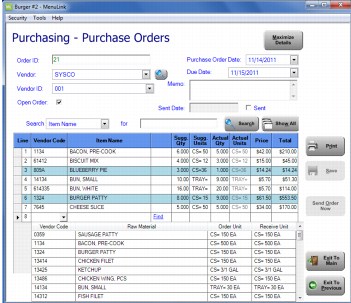 Burger #2 - MenuLink
Security Tools Help
Purchasing - Purchase Orders
Maximize Details
Order ID: 21
Purchase Order Date: 11/14/2011
Vendor: SYSCO
Due Date: 11/15/2011
Vendor ID: 001
Memo:
Open Order:
Sent Date: Sent
Search Item Name for Search Show All
Line Vendor Code Item Name Sugg. Qty Sugg. Units Actual Qty Actual Units Price Total
1 1134 BACON, PRE-COOK 6.000 CS= 50 5.000 CS= 50 $42.00 $210.00
2 61412 BISCUIT MIX 4.000 CS= 12 3.000 CS= 12 $15.00 $45.00
3 BLUEBERRY PIE 3.000 CS=36 1.000 CS=36 $14.24 $14.24
4 14134 BUN, SMALL 10.000 TRAY= 9.000 TRAY= $5.70 $51.30
5 614335 BUN, WHITE 16.000 TRAY= 20.000 TRAY= $5.70 $114.00
6 1324 BURGER PATTY 8.000 CS= 15 9.000 CS= 15 $61.50 $553.50
7 7645 CHEESE SLICE 5.000 CS= 50 5.000 CS= 50 $34.00 $170.00
8 Find
Vendor Code Raw Material Order Unit Receive Unit
0359 SAUSAGE PATTY CS= 150 EA CS= 150 EA
1134 BACON, PRE-COOK CS= 500 EA CS= 500 EA
1324 BURGER PATTY CS= 150 EA CS= 150 EA
13414 CHICKEN FILET CS= 150 EA CS= 150 EA
13425 KETCHUP CS= 3/1 GAL CS= 3/1 GAL
13486 CHICKEN WING, PCS CS= 150 EA CS= 150 EA
14134 BUN, SMALL TRAY= 30 EA TRAY= 30 EA
14312 FISH FILET CS= 150 EA CS= 150 EA
Print
Save
Send Order Now
Exit To Main
Exit To Previous